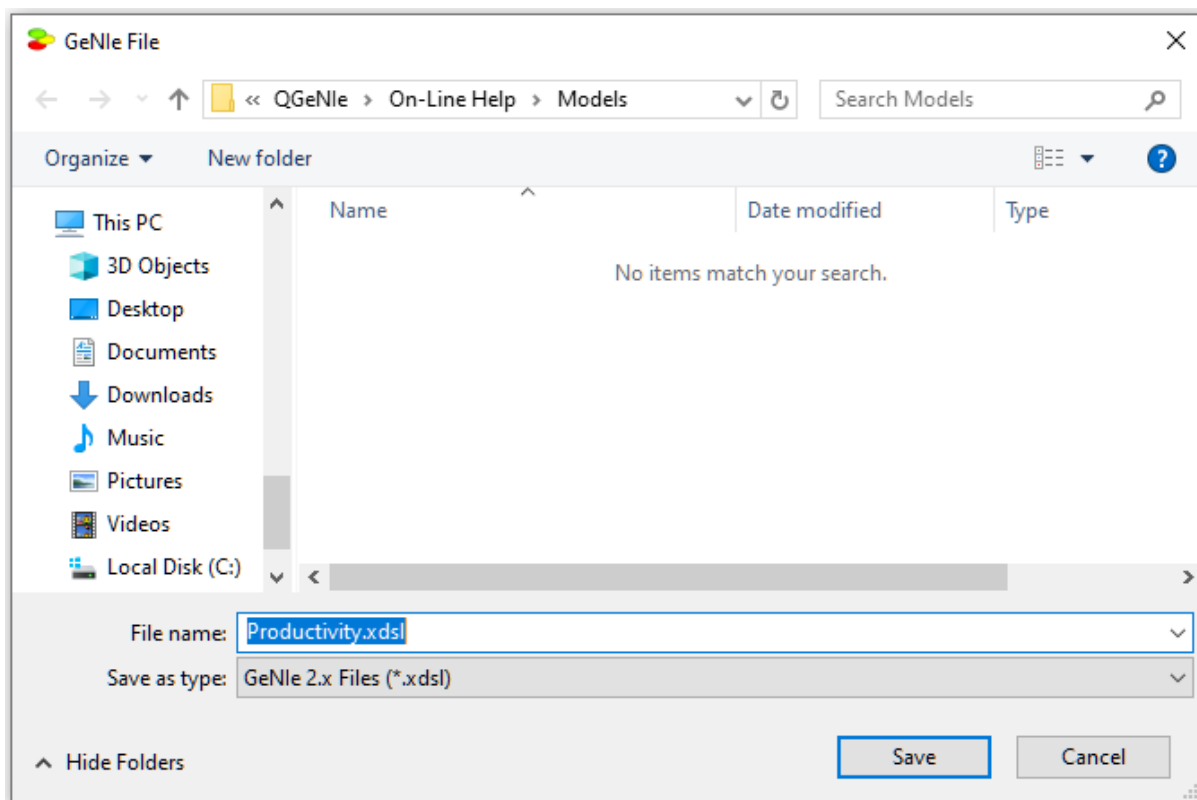 GeNIe File
« QGeNIe > On-Line Help > Models
Search Models
Organize
New folder
?
This PC
3D Objects
Desktop
Documents
Downloads
Music
Pictures
Videos
Local Disk (C:)
Name
Date modified
Type
No items match your search.
File name: Productivity.xdsl
Save as type: GeNIe 2.x Files (*.xdsl)
Hide Folders
Save
Cancel